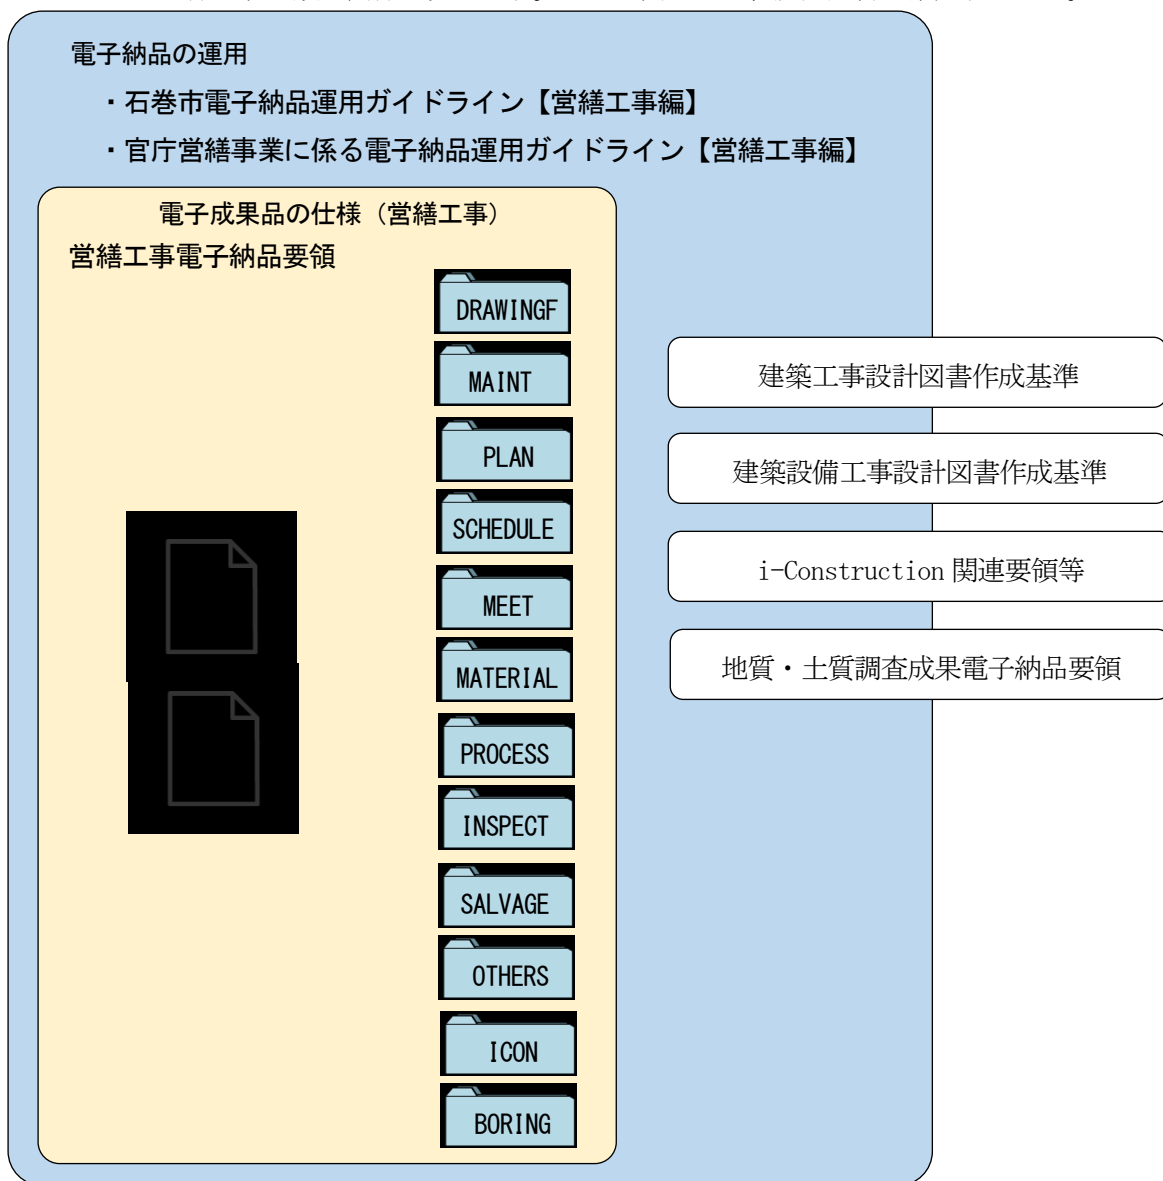 電子納品の運用
・石巻市電子納品運用ガイドライン【営繕工事編】
・官庁営繕事業に係る電子納品運用ガイドライン【営繕工事編】
電子成果品の仕様（営繕工事）
営繕工事電子納品要領
DRAWINGF
MAINT
PLAN
SCHEDULE
MEET
MATERIAL
PROCESS
INSPECT
SALVAGE
OTHERS
ICON
BORING
建築工事設計図書作成基準
建築設備工事設計図書作成基準
i-Construction 関連要領等
地質・土質調査成果電子納品要領